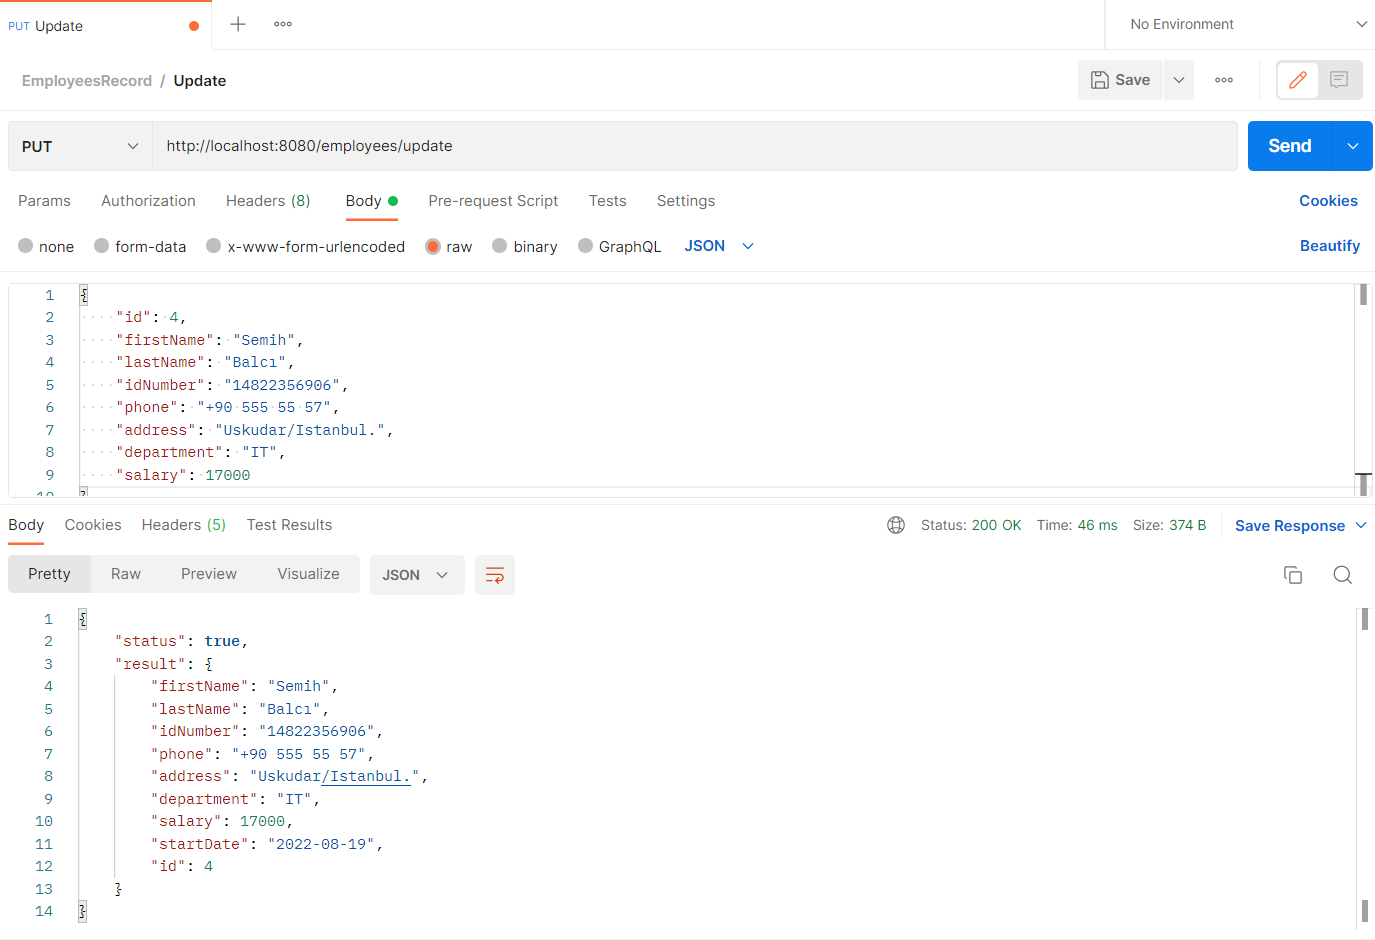 PUT Update
No Environment
EmployeesRecord / Update
Save
PUT
http://localhost:8080/employees/update
Send
Params Authorization Headers (8) Body Pre-request Script Tests Settings Cookies
none form-data x-www-form-urlencoded raw binary GraphQL JSON Beautify
1 {
2 "id": 4,
3 "firstName": "Semih",
4 "lastName": "Balcı",
5 "idNumber": "14822356906",
6 "phone": "+90 555 55 57",
7 "address": "Uskudar/Istanbul.",
8 "department": "IT",
9 "salary": 17000
10 }
Body Cookies Headers (5) Test Results Status: 200 OK Time: 46 ms Size: 374 B Save Response
Pretty Raw Preview Visualize JSON
1 {
2 "status": true,
3 "result": {
4 "firstName": "Semih",
5 "lastName": "Balcı",
6 "idNumber": "14822356906",
7 "phone": "+90 555 55 57",
8 "address": "Uskudar/Istanbul.",
9 "department": "IT",
10 "salary": 17000,
11 "startDate": "2022-08-19",
12 "id": 4
13 }
14 }